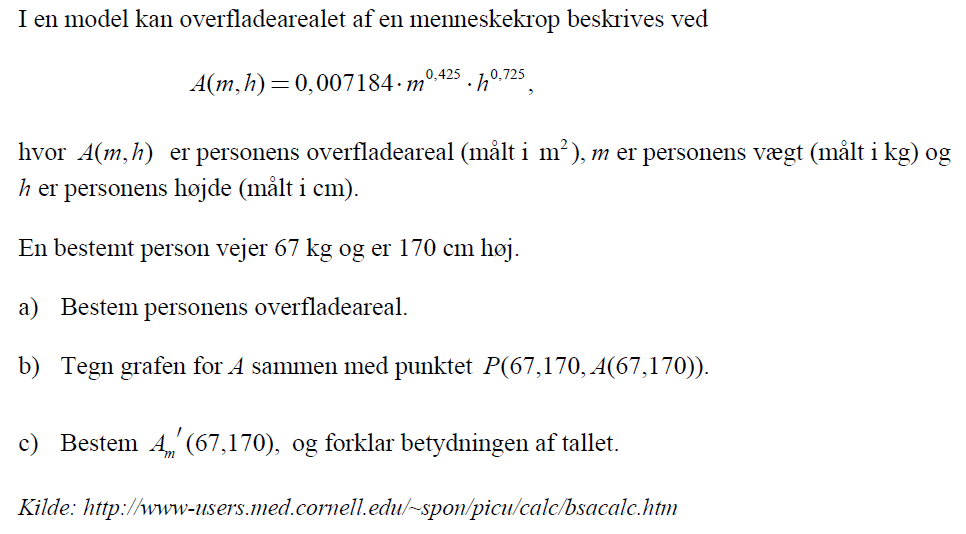 I en model kan overfladearealet af en menneskekrop beskrives ved
A(m,h) = 0,007184 · m^0,425 · h^0,725,
hvor A(m,h) er personens overfladeareal (målt i m²), m er personens vægt (målt i kg) og
h er personens højde (målt i cm).
En bestemt person vejer 67 kg og er 170 cm høj.
a) Bestem personens overfladeareal.
b) Tegn grafen for A sammen med punktet P(67,170, A(67,170)).
c) Bestem A_m′(67,170), og forklar betydningen af tallet.
Kilde: http://www-users.med.cornell.edu/~spon/picu/calc/bsacalc.htm